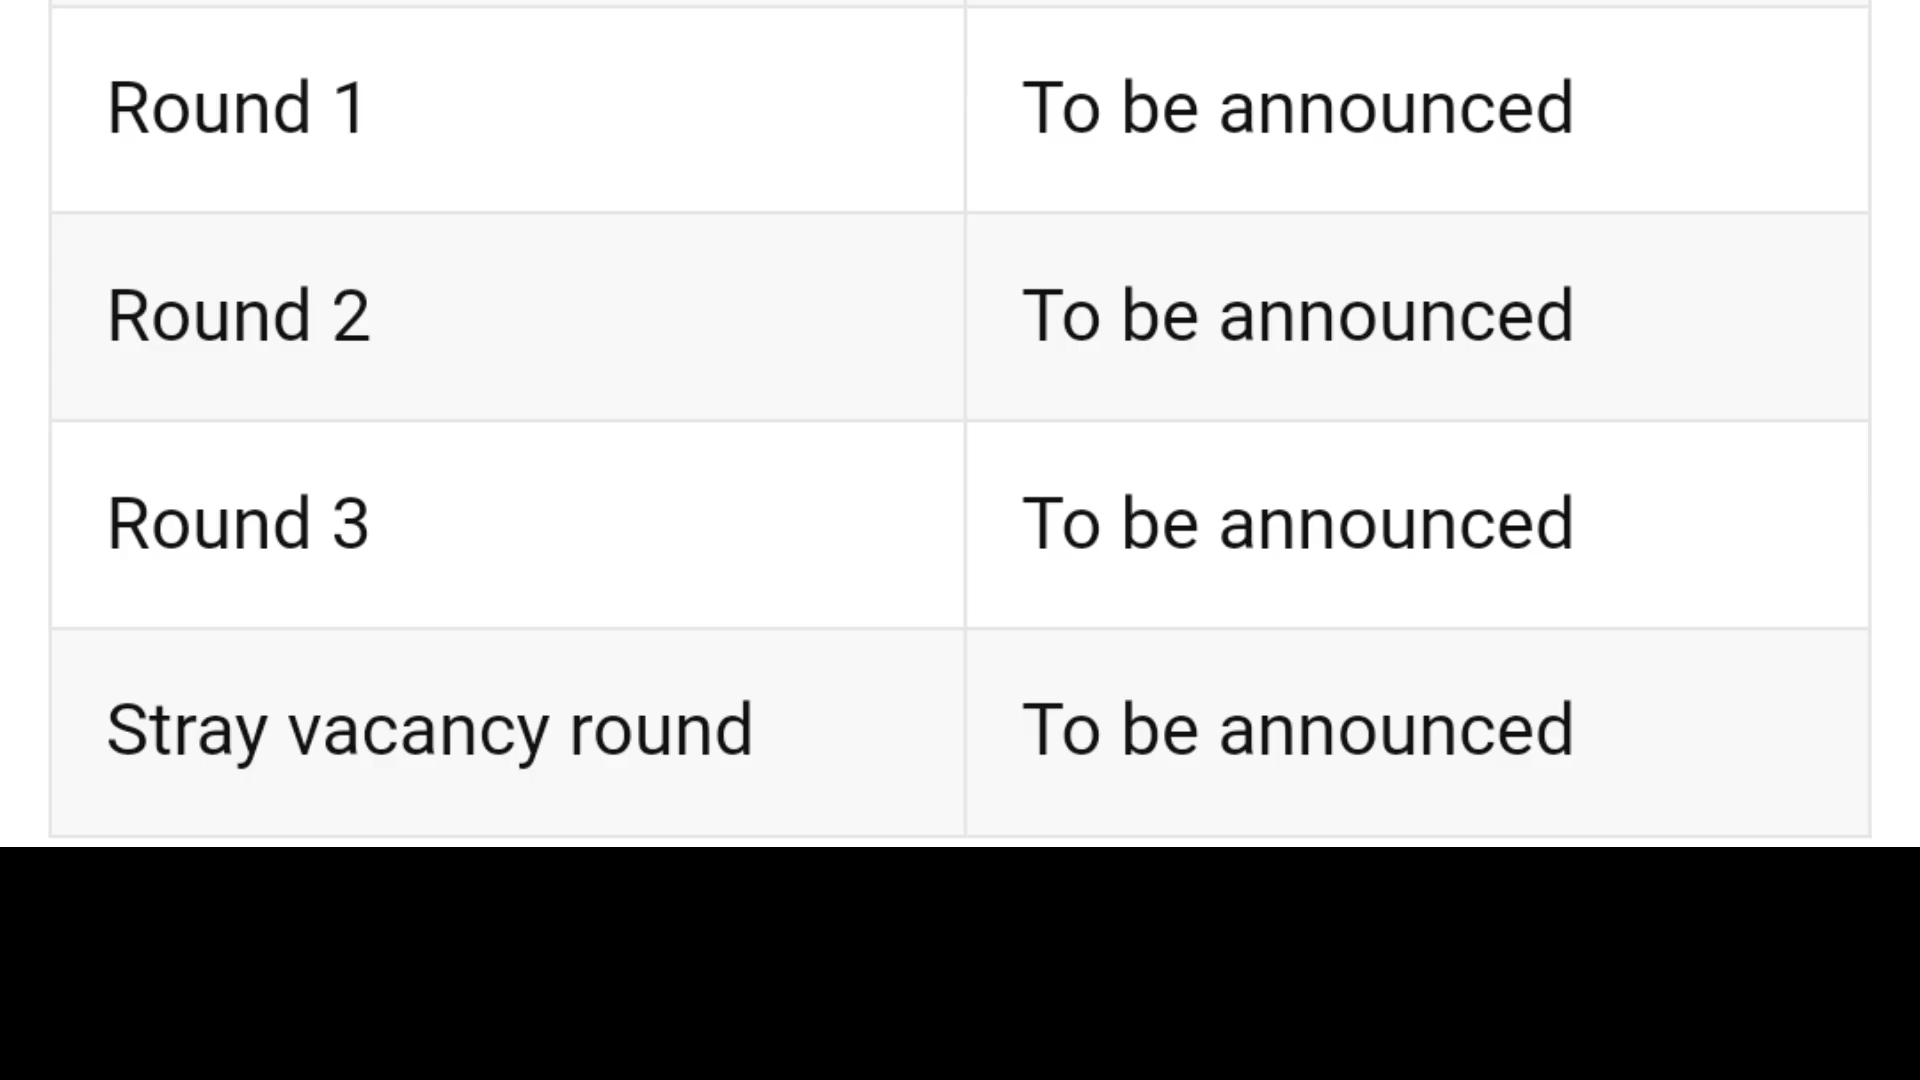 Round 1 To be announced
Round 2 To be announced
Round 3 To be announced
Stray vacancy round To be announced